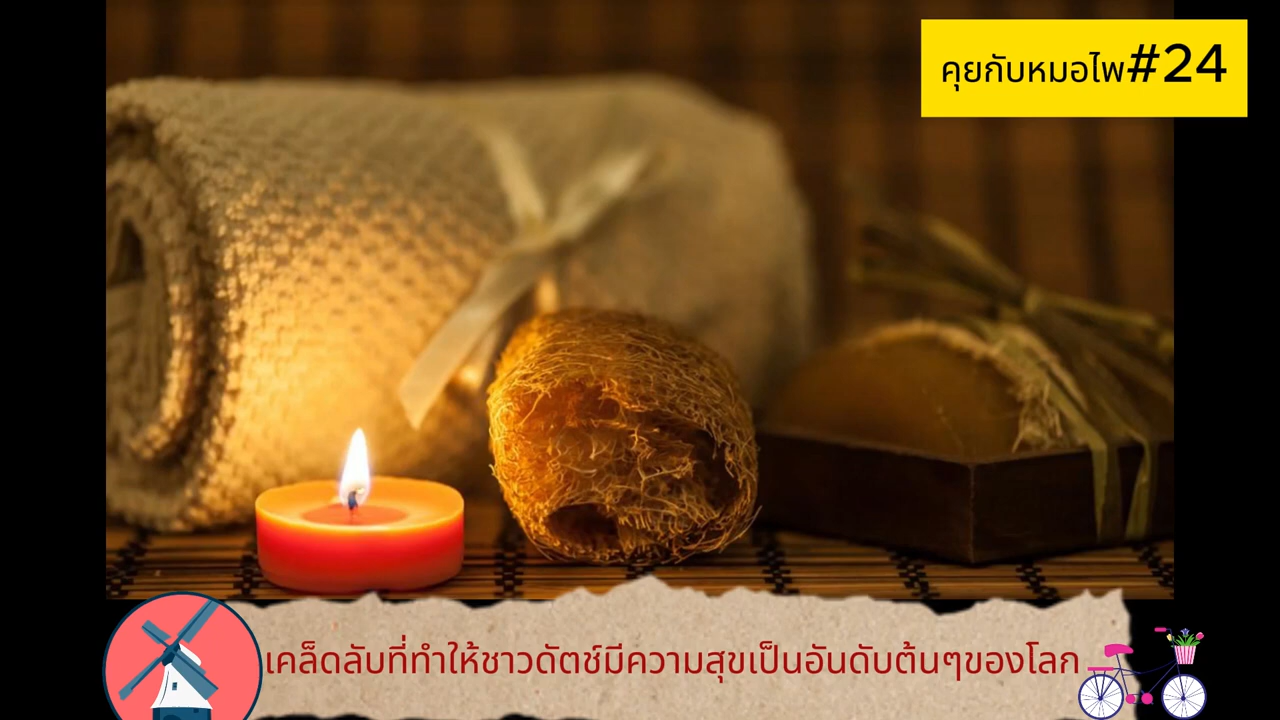 คุยกับหมอไพ#24
เคล็ดลับที่ทำให้ชาวดัตช์มีความสุขเป็นอันดับต้นๆของโลก